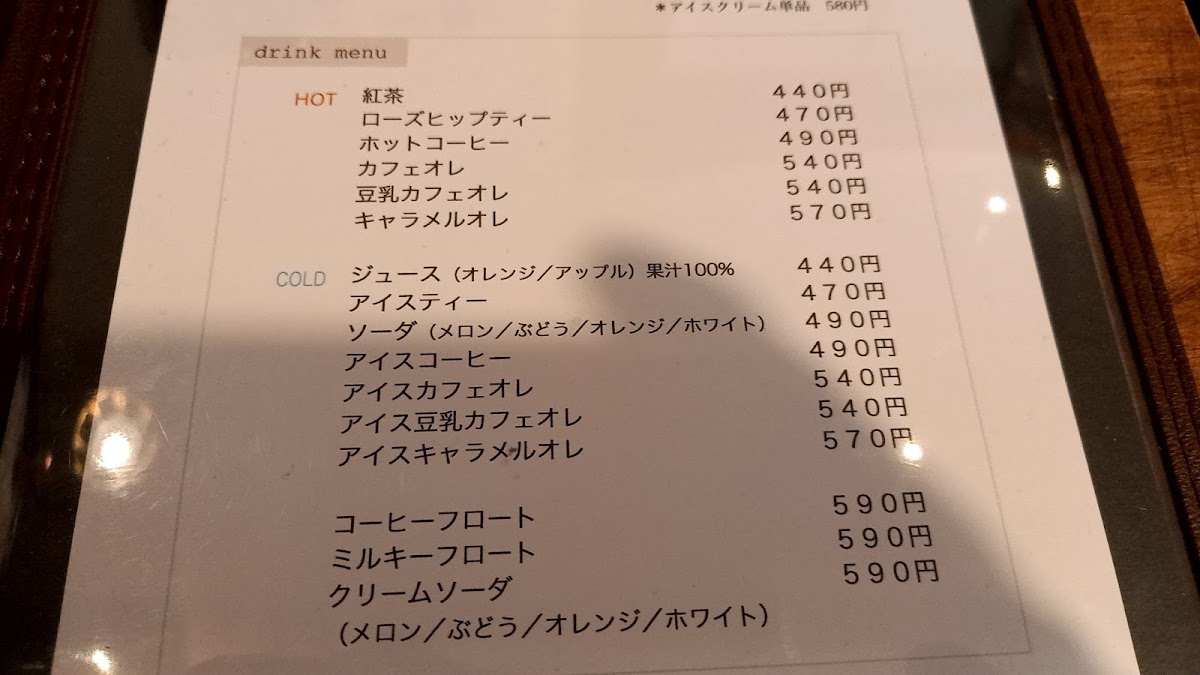 ＊アイスクリーム単品　580円
drink menu
HOT 紅茶 440円
ローズヒップティー 470円
ホットコーヒー 490円
カフェオレ 540円
豆乳カフェオレ 540円
キャラメルオレ 570円
COLD ジュース（オレンジ／アップル）果汁100% 440円
アイスティー 470円
ソーダ（メロン／ぶどう／オレンジ／ホワイト） 490円
アイスコーヒー 490円
アイスカフェオレ 540円
アイス豆乳カフェオレ 540円
アイスキャラメルオレ 570円
コーヒーフロート 590円
ミルキーフロート 590円
クリームソーダ 590円
（メロン／ぶどう／オレンジ／ホワイト）